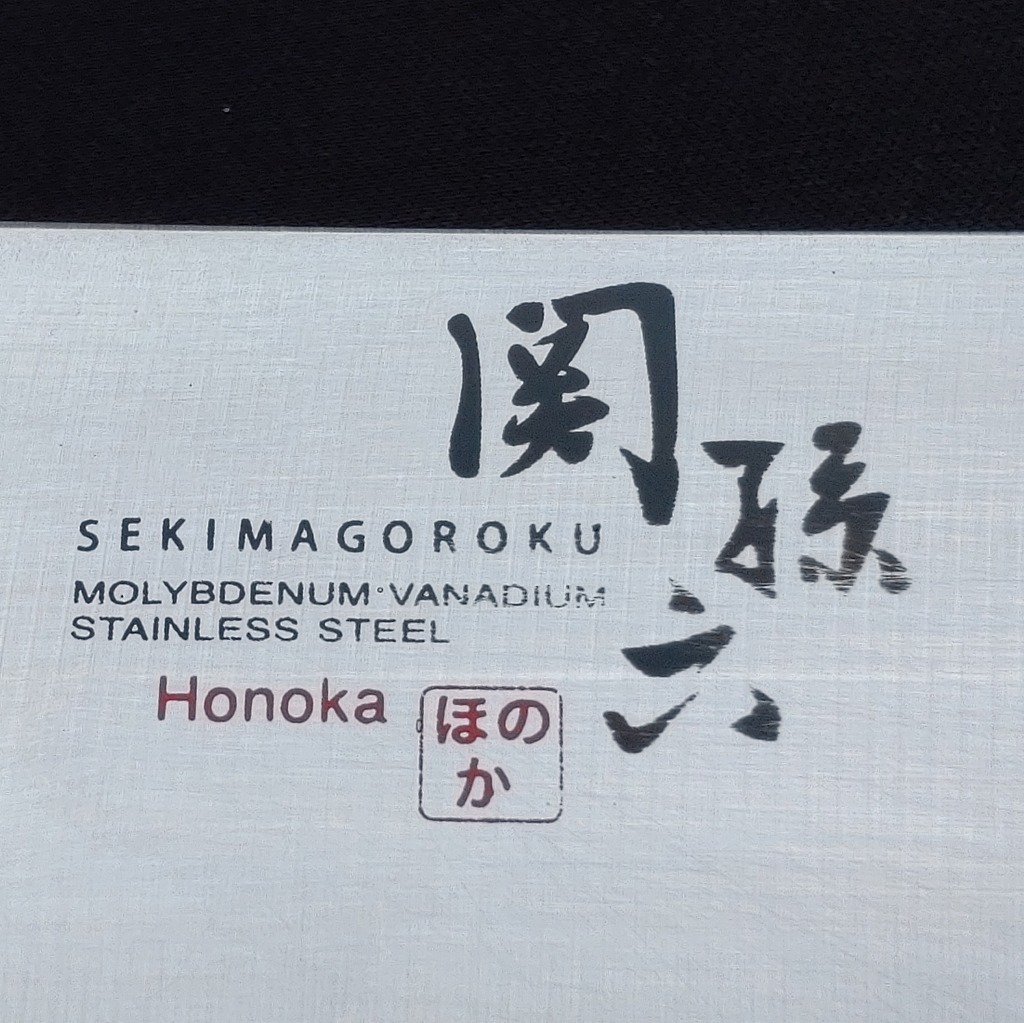 関孫六
SEKIMAGOROKU
MOLYBDENUM·VANADIUM
STAINLESS STEEL
Honoka
ほの
か